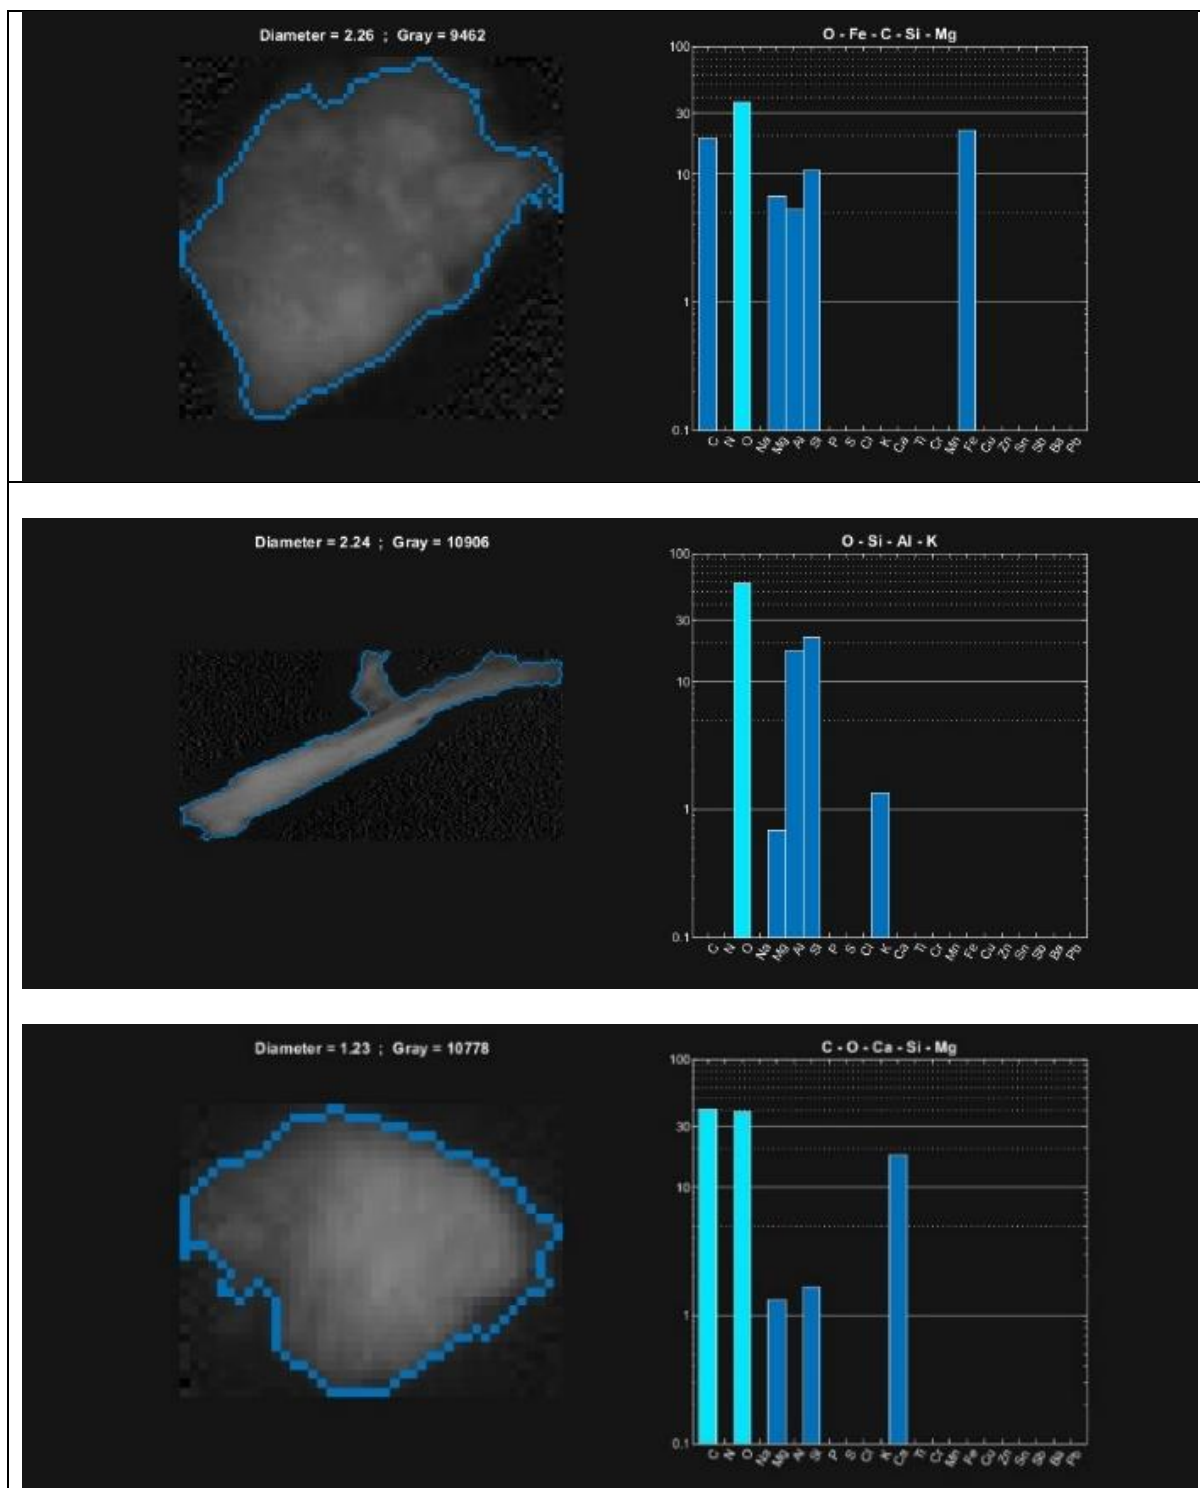 Diameter = 2.26 ; Gray = 9462
O - Fe - C - Si - Mg
100
30
10
1
0.1
C N O Na Mg Al Si P S Cl K Ca Ti Cr Mn Fe Cu Zn Sn Sb Ba Pb
Diameter = 2.24 ; Gray = 10906
O - Si - Al - K
100
30
10
1
0.1
C N O Na Mg Al Si P S Cl K Ca Ti Cr Mn Fe Cu Zn Sn Sb Ba Pb
Diameter = 1.23 ; Gray = 10778
C - O - Ca - Si - Mg
100
30
10
1
0.1
C N O Na Mg Al Si P S Cl K Ca Ti Cr Mn Fe Cu Zn Sn Sb Ba Pb